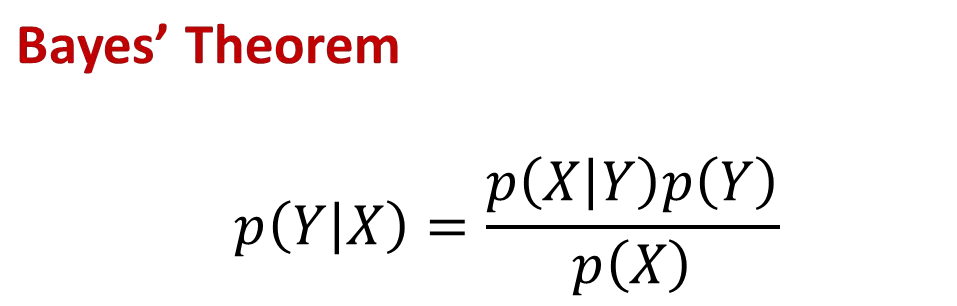 Bayes’ Theorem
p(Y|X) = p(X|Y)p(Y) / p(X)